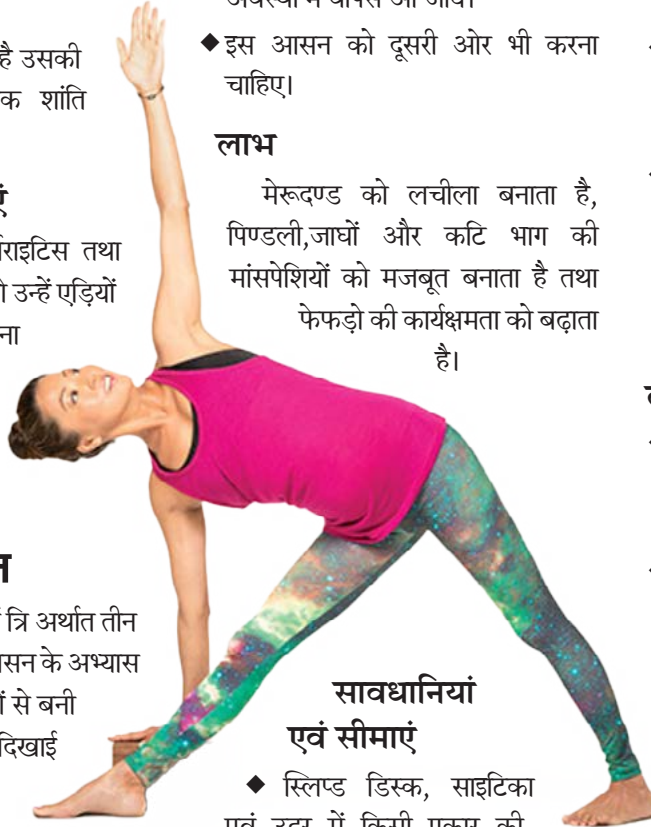 है उसकी
क शांति
राइटिस तथा
उन्हें एड़ियों
ना
त्रि अर्थात तीन
सन के अभ्यास
से बनी
दिखाई
◆ इस आसन को दूसरी ओर भी करना
चाहिए।
लाभ
मेरूदण्ड को लचीला बनाता है,
पिण्डली,जाघों और कटि भाग की
मांसपेशियों को मजबूत बनाता है तथा
फेफड़ो की कार्यक्षमता को बढ़ाता
है।
सावधानियां
एवं सीमाएं
◆ स्लिप्ड डिस्क, साइटिका